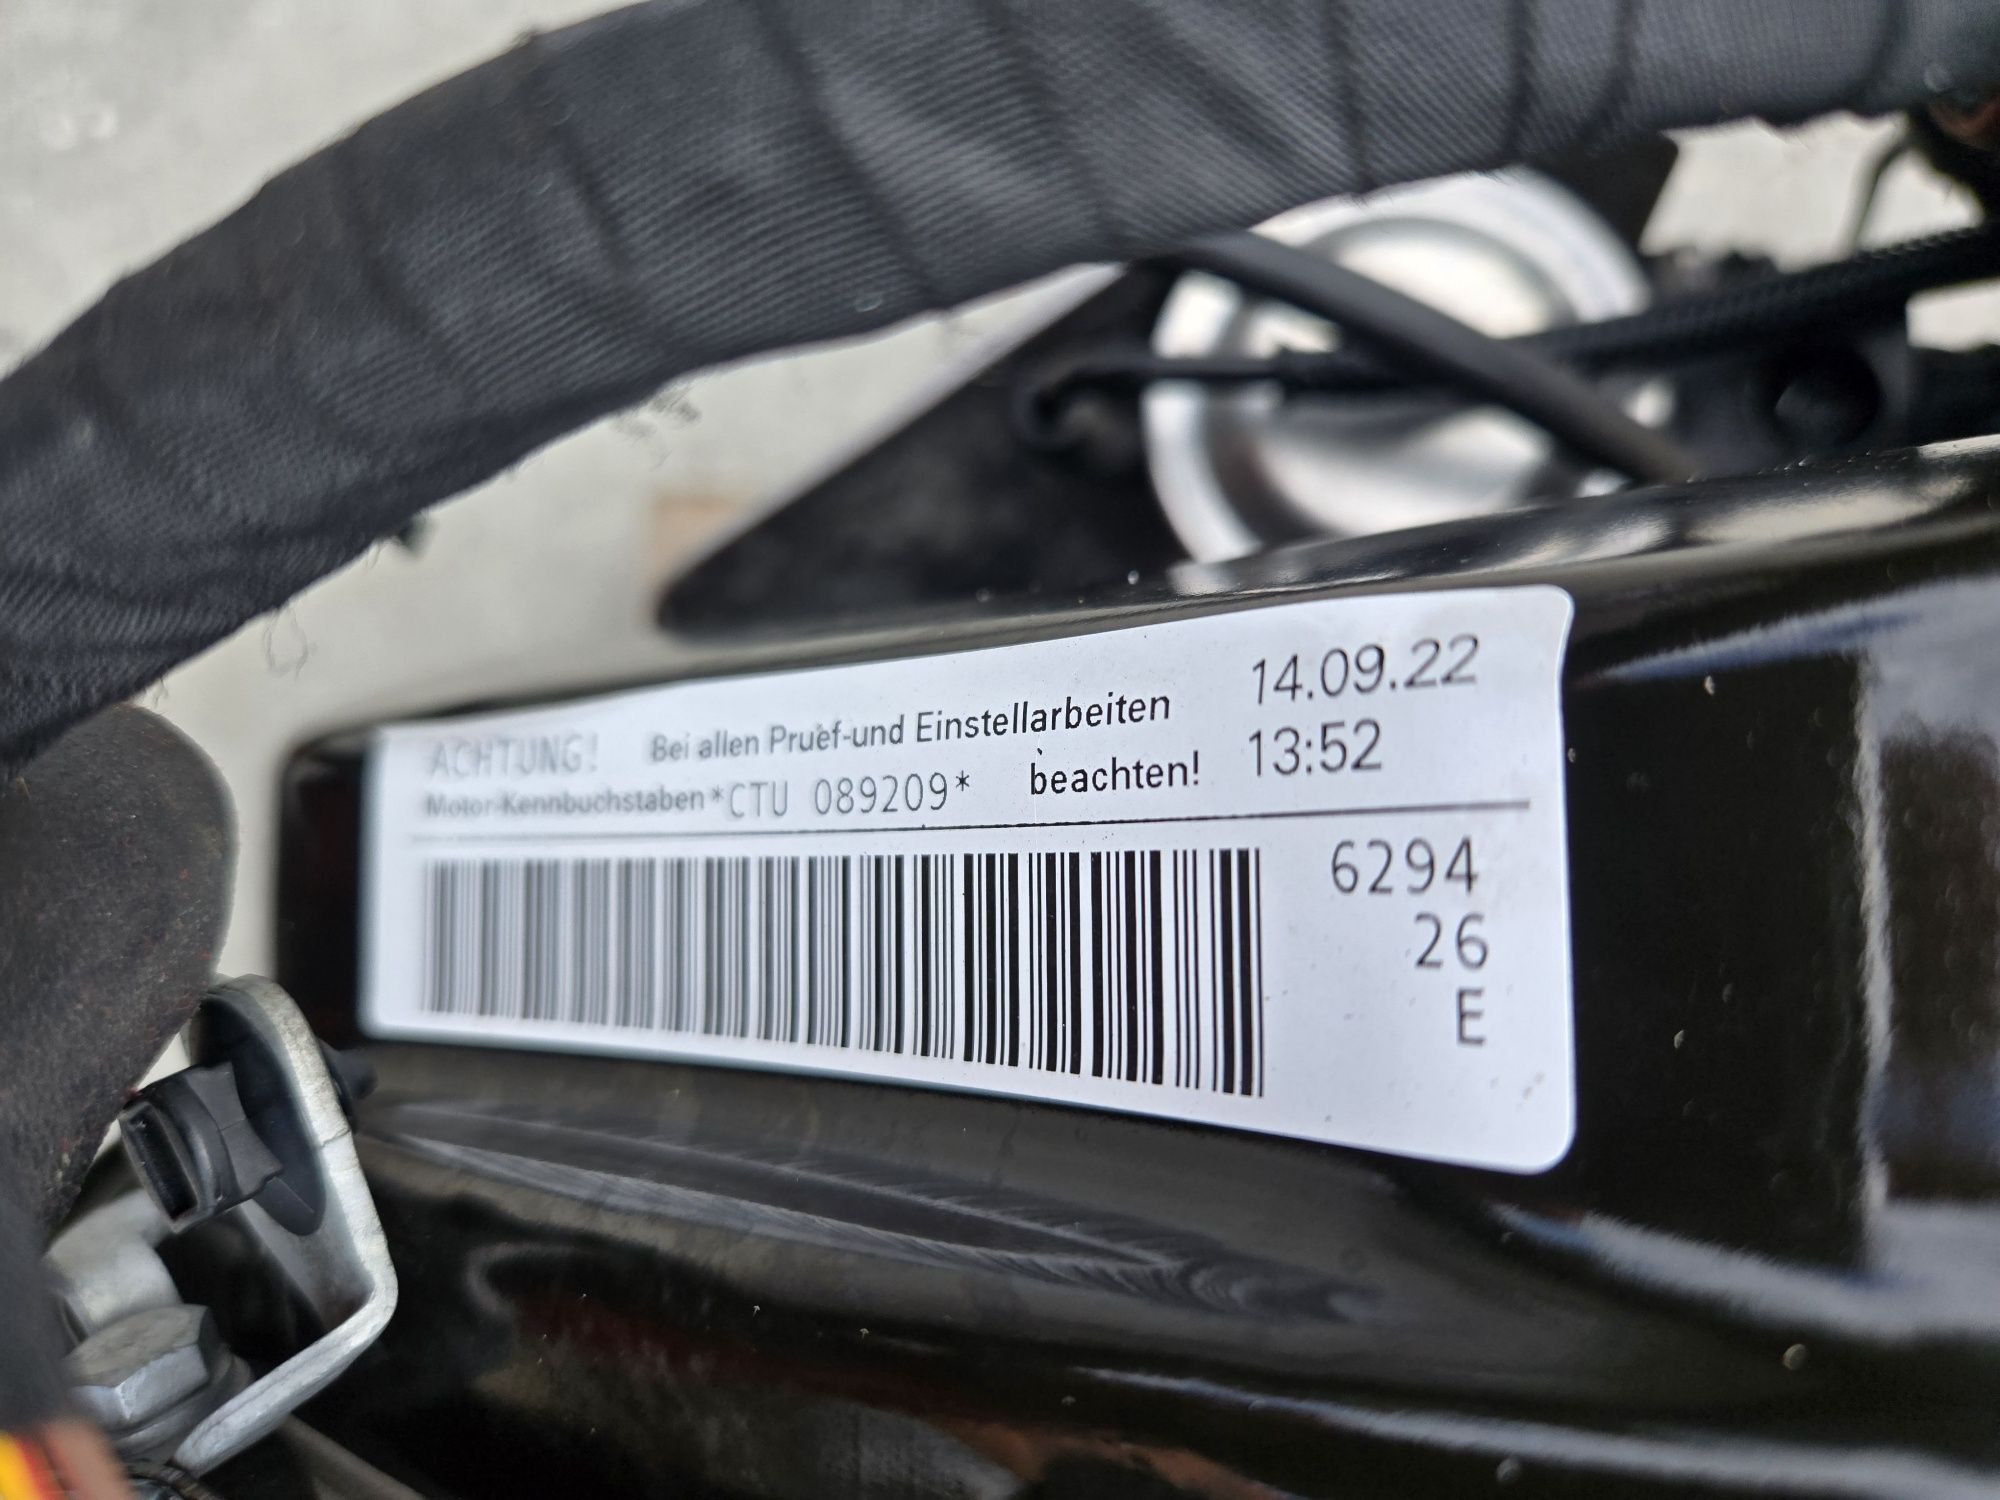 ACHTUNG! Bei allen Pruef-und Einstellarbeiten 14.09.22
Motor-Kennbuchstaben *CTU 089209* beachten! 13:52
6294
26
E